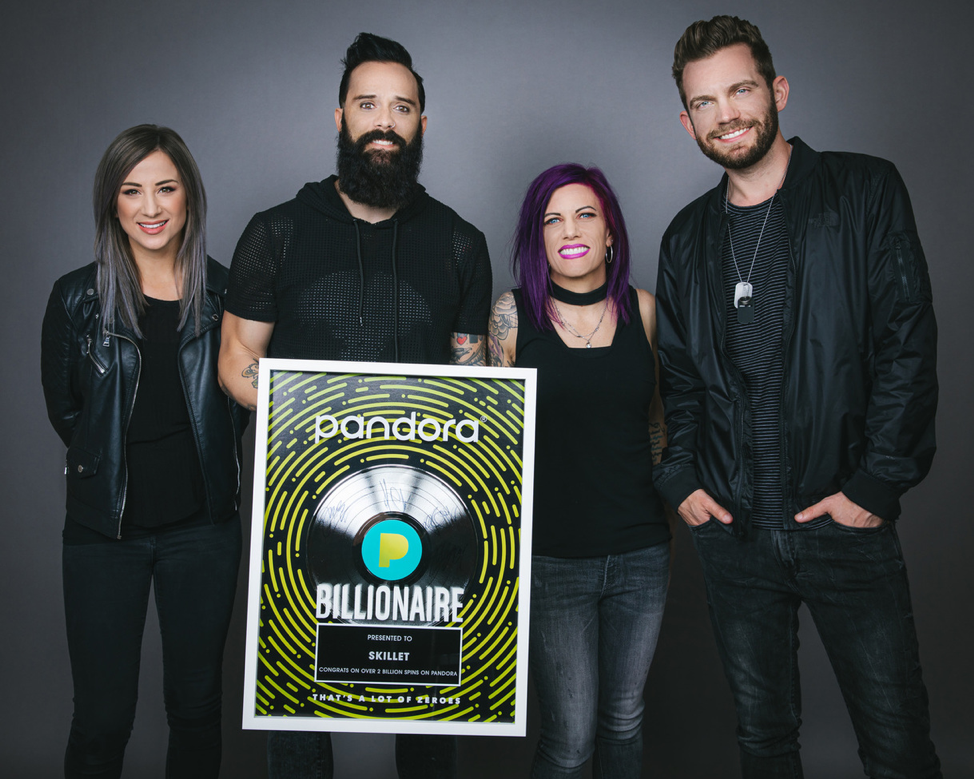 pandora
P
BILLIONAIRE
PRESENTED TO
SKILLET
CONGRATS ON OVER 2 BILLION SPINS ON PANDORA
THAT'S A LOT OF ZEROES